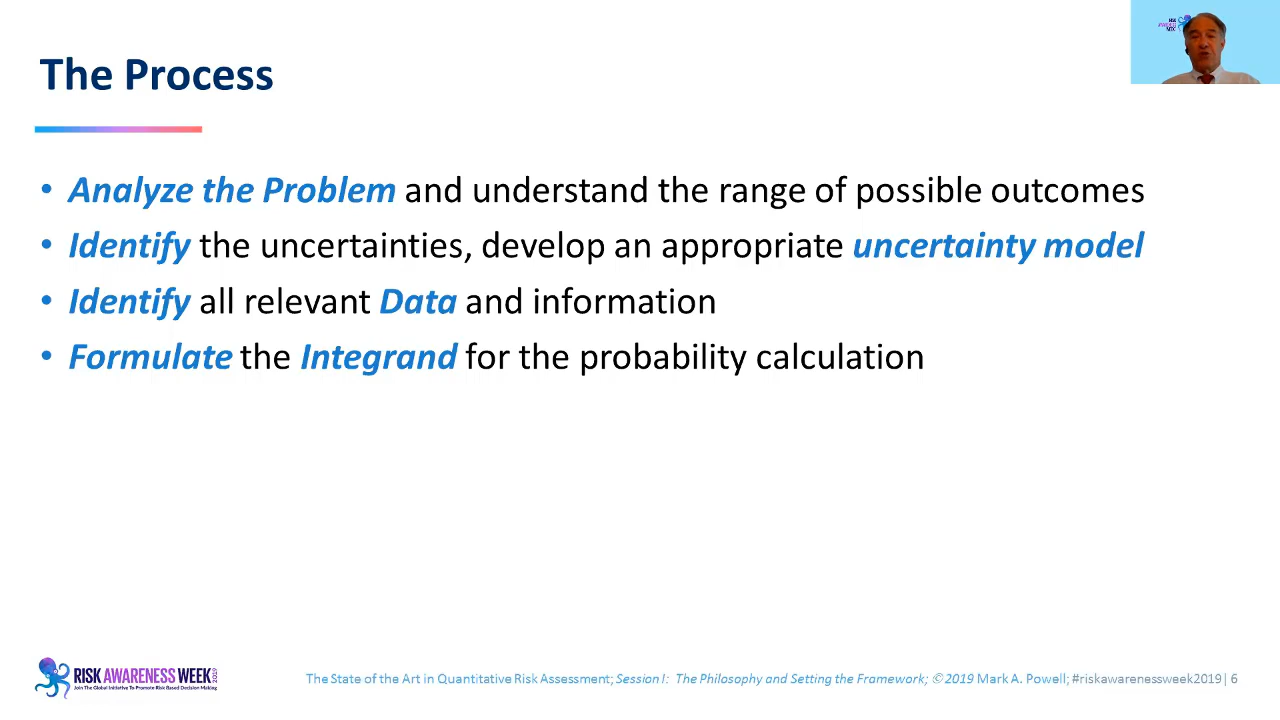 The Process
• Analyze the Problem and understand the range of possible outcomes
• Identify the uncertainties, develop an appropriate uncertainty model
• Identify all relevant Data and information
• Formulate the Integrand for the probability calculation
RISK AWARENESS WEEK 2019
Join The Global Initiative To Promote Risk Based Decision Making
The State of the Art in Quantitative Risk Assessment; Session I: The Philosophy and Setting the Framework; © 2019 Mark A. Powell; #riskawarenessweek2019| 6